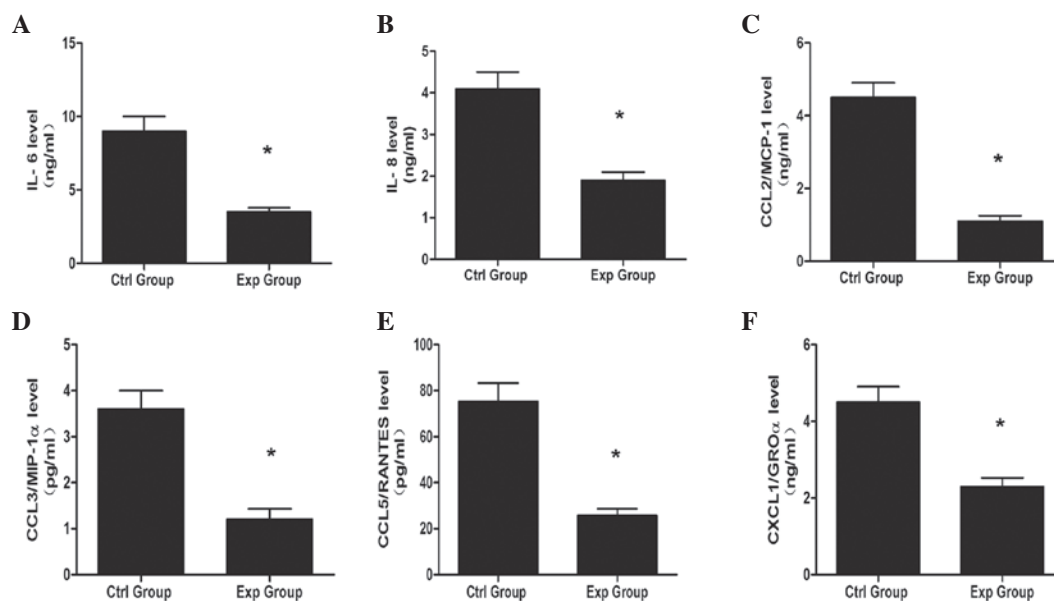 A
IL- 6 level
(ng/ml)
15
10
5
0
*
Ctrl Group
Exp Group
B
IL- 8 level
(ng/ml)
5
4
3
2
1
0
*
Ctrl Group
Exp Group
C
CCL2/MCP-1 level
(ng/ml)
6
4
2
0
*
Ctrl Group
Exp Group
D
CCL3/MIP-1α level
(pg/ml)
5
4
3
2
1
0
*
Ctrl Group
Exp Group
E
CCL5/RANTES level
(pg/ml)
100
80
60
40
20
0
*
Ctrl Group
Exp Group
F
CXCL1/GROα level
(ng/ml)
6
4
2
0
*
Ctrl Group
Exp Group